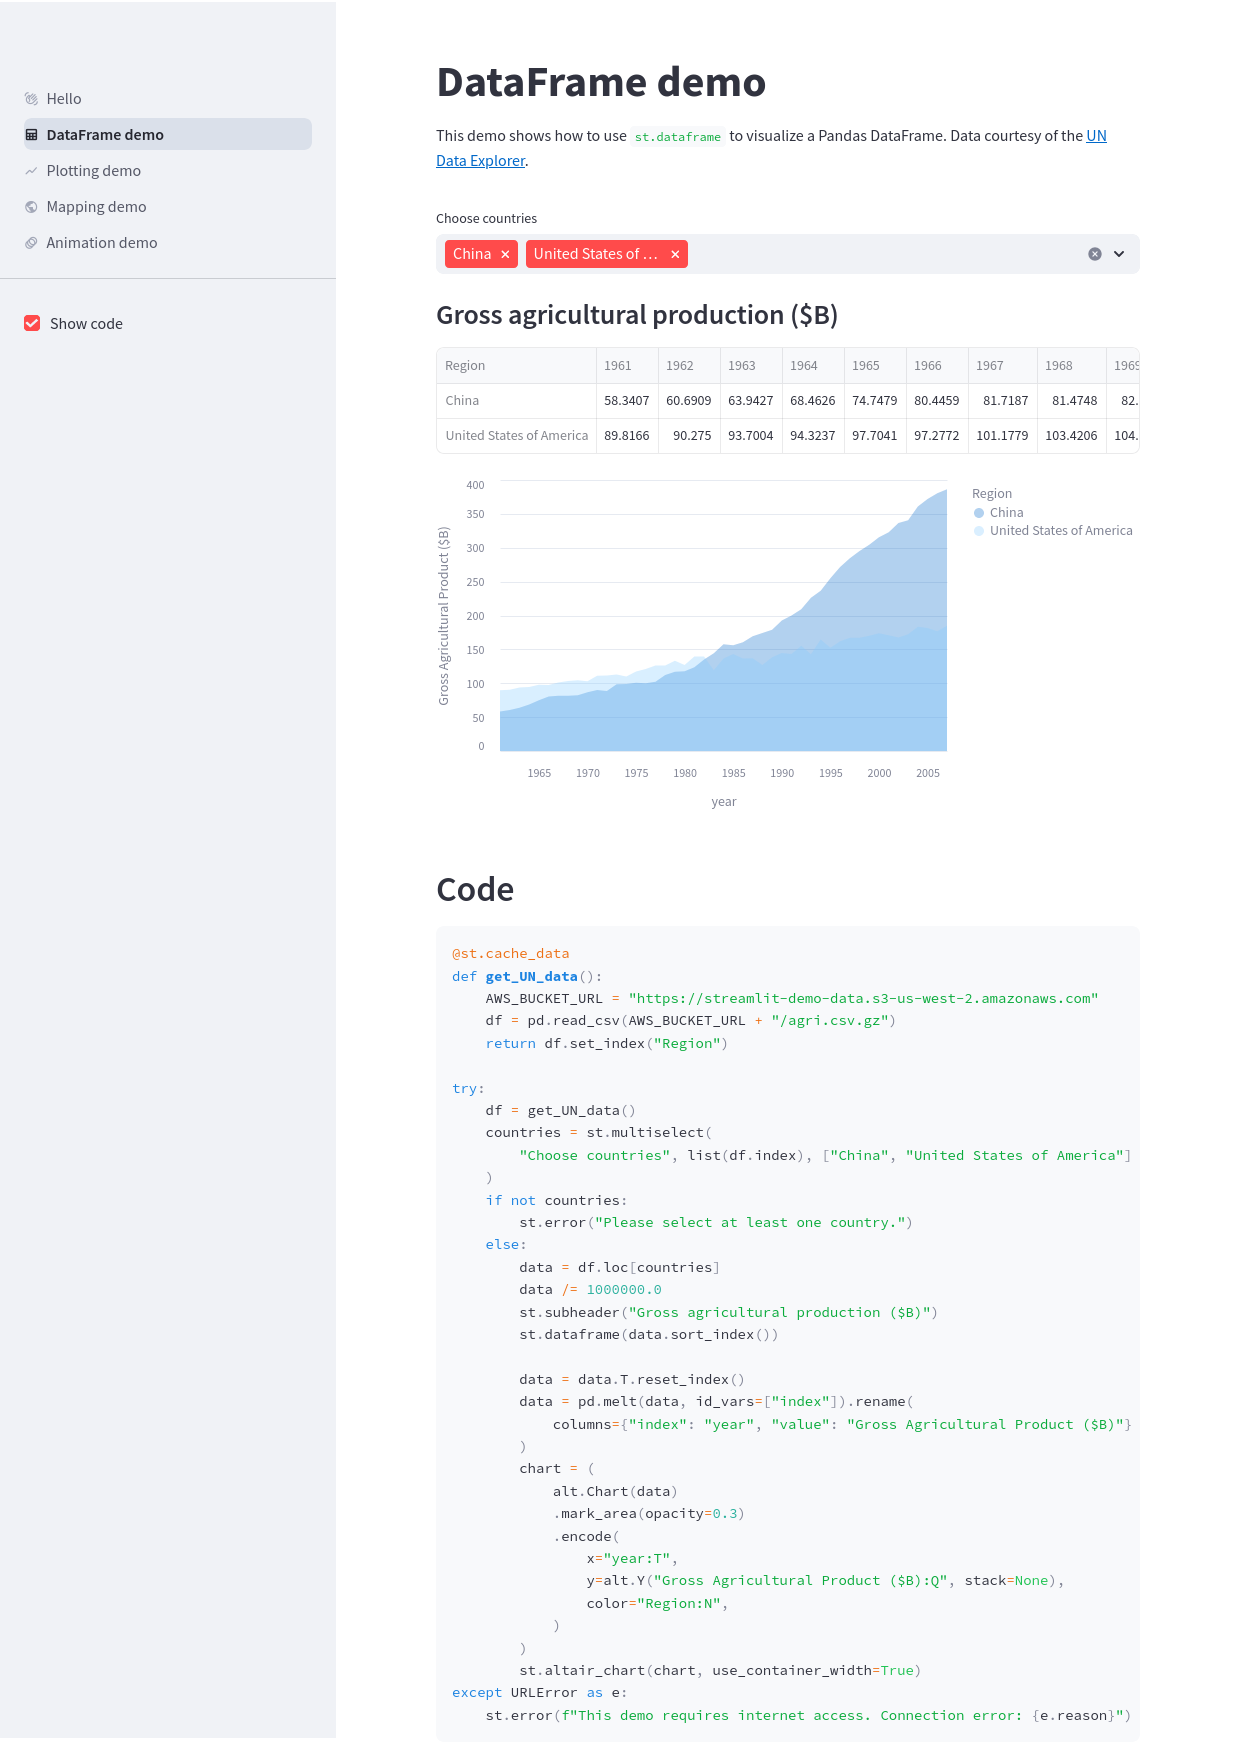 Hello
DataFrame demo
Plotting demo
Mapping demo
Animation demo
Show code
DataFrame demo
This demo shows how to use st.dataframe to visualize a Pandas DataFrame. Data courtesy of the UN
Data Explorer.
Choose countries
China United States of …
Gross agricultural production ($B)
Region 1961 1962 1963 1964 1965 1966 1967 1968 1969
China 58.3407 60.6909 63.9427 68.4626 74.7479 80.4459 81.7187 81.4748 82.
United States of America 89.8166 90.275 93.7004 94.3237 97.7041 97.2772 101.1779 103.4206 104.
Gross Agricultural Product ($B)
400
350
300
250
200
150
100
50
0
1965 1970 1975 1980 1985 1990 1995 2000 2005
year
Region
China
United States of America
Code
@st.cache_data
def get_UN_data():
    AWS_BUCKET_URL = "https://streamlit-demo-data.s3-us-west-2.amazonaws.com"
    df = pd.read_csv(AWS_BUCKET_URL + "/agri.csv.gz")
    return df.set_index("Region")
try:
    df = get_UN_data()
    countries = st.multiselect(
        "Choose countries", list(df.index), ["China", "United States of America"]
    )
    if not countries:
        st.error("Please select at least one country.")
    else:
        data = df.loc[countries]
        data /= 1000000.0
        st.subheader("Gross agricultural production ($B)")
        st.dataframe(data.sort_index())
        data = data.T.reset_index()
        data = pd.melt(data, id_vars=["index"]).rename(
            columns={"index": "year", "value": "Gross Agricultural Product ($B)"}
        )
        chart = (
            alt.Chart(data)
            .mark_area(opacity=0.3)
            .encode(
                x="year:T",
                y=alt.Y("Gross Agricultural Product ($B):Q", stack=None),
                color="Region:N",
            )
        )
        st.altair_chart(chart, use_container_width=True)
except URLError as e:
    st.error(f"This demo requires internet access. Connection error: {e.reason}")